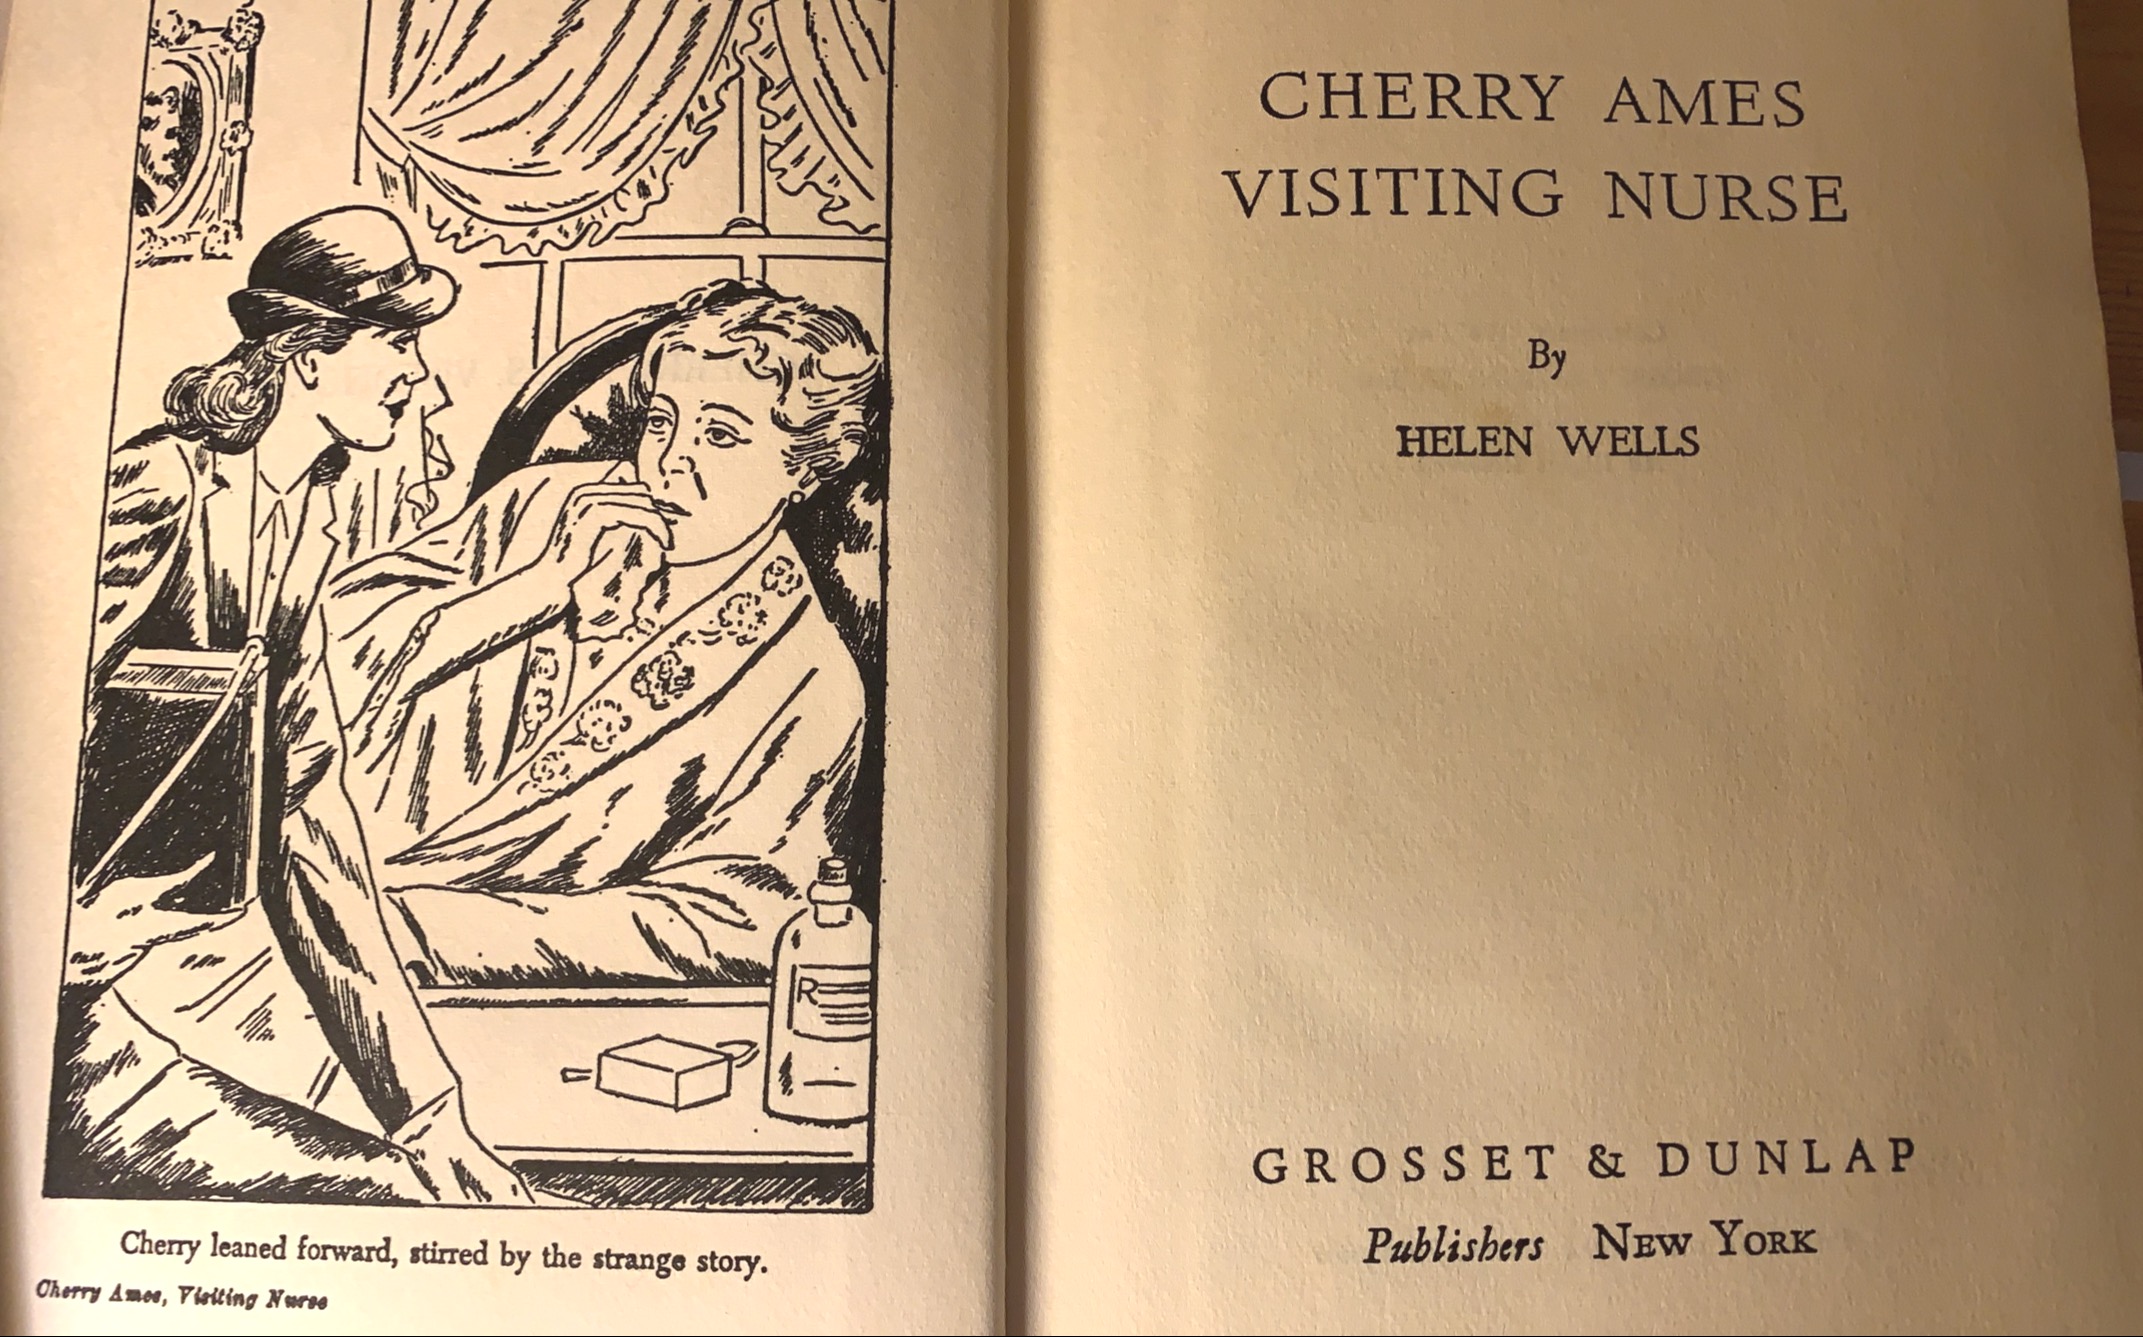 R
Cherry leaned forward, stirred by the strange story.
Cherry Ames, Visiting Nurse
CHERRY AMES
VISITING NURSE
By
HELEN WELLS
GROSSET & DUNLAP
Publishers NEW YORK